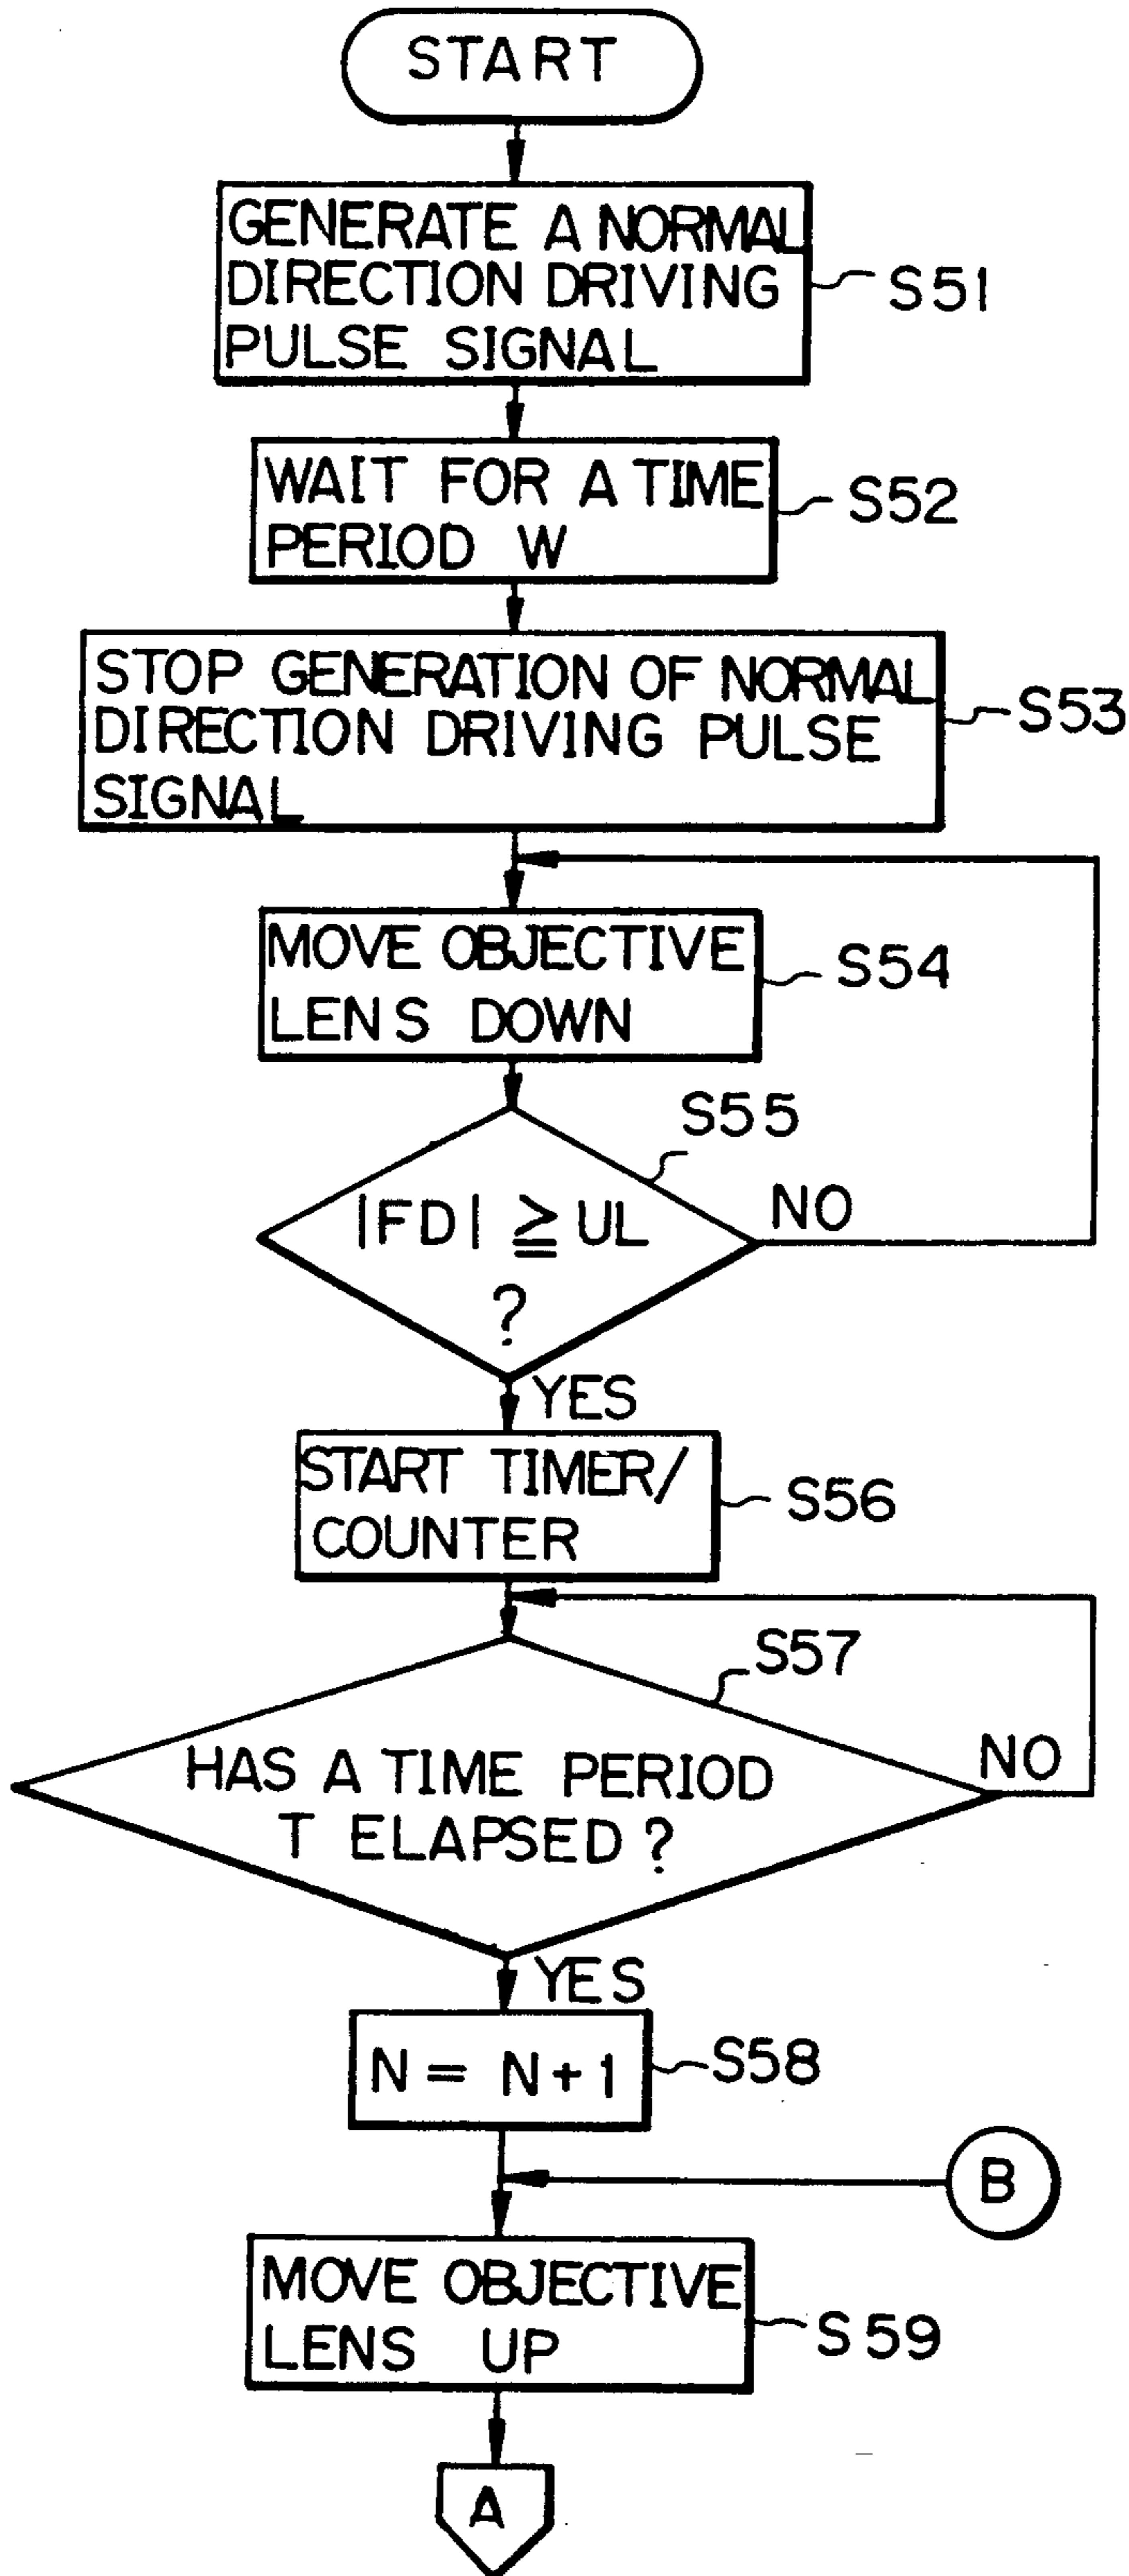 START
GENERATE A NORMAL
DIRECTION DRIVING
PULSE SIGNAL
S51
WAIT FOR A TIME
PERIOD W
S52
STOP GENERATION OF NORMAL
DIRECTION DRIVING PULSE
SIGNAL
S53
MOVE OBJECTIVE
LENS DOWN
S54
S55
|FD| ≧ UL
?
NO
YES
START TIMER/
COUNTER
S56
S57
HAS A TIME PERIOD
T ELAPSED?
NO
YES
N = N+1
S58
B
MOVE OBJECTIVE
LENS UP
S59
A